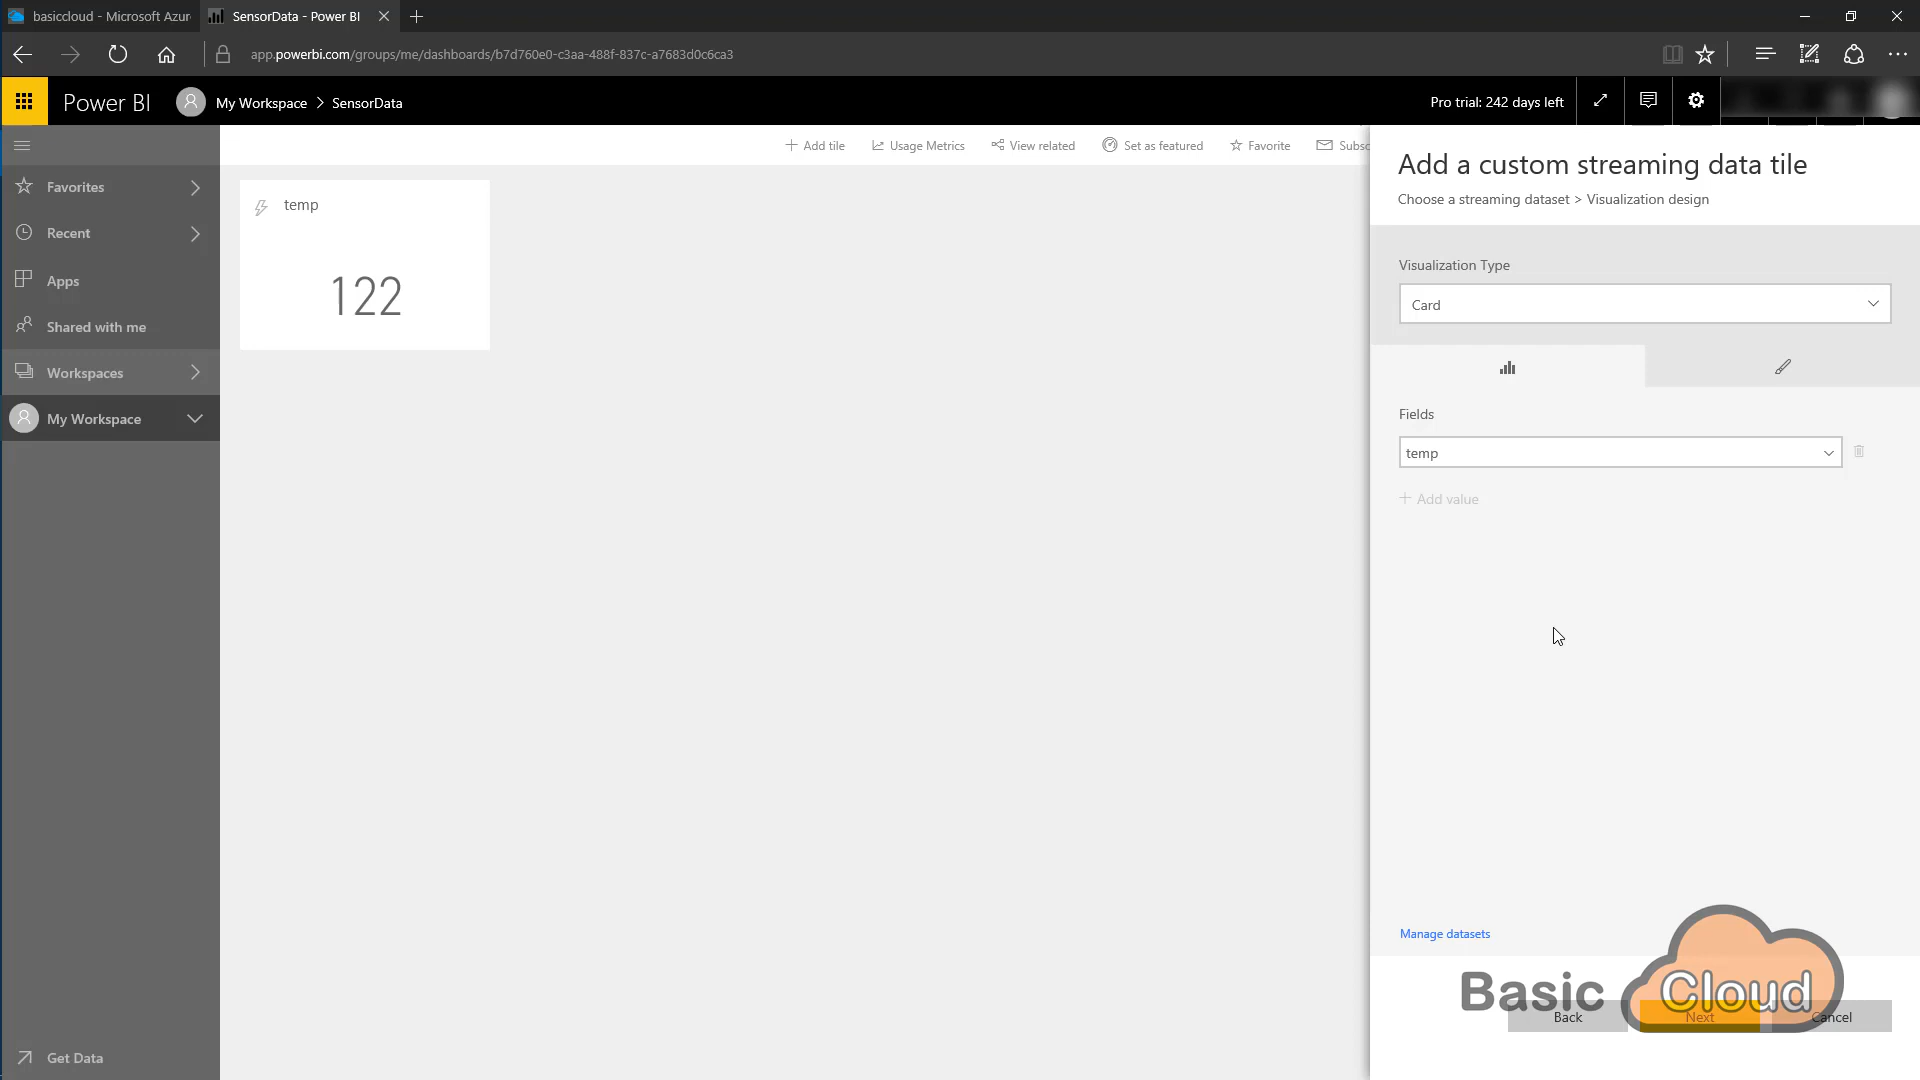 basiccloud - Microsoft Azur
SensorData - Power BI
app.powerbi.com/groups/me/dashboards/b7d760e0-c3aa-488f-837c-a7683d0c6ca3
Power BI
My Workspace > SensorData
Pro trial: 242 days left
Favorites
Recent
Apps
Shared with me
Workspaces
My Workspace
Get Data
Add tile
Usage Metrics
View related
Set as featured
Favorite
Subsc
temp
122
Add a custom streaming data tile
Choose a streaming dataset > Visualization design
Visualization Type
Card
Fields
temp
+ Add value
Manage datasets
Basic Cloud
Back
Next
Cancel